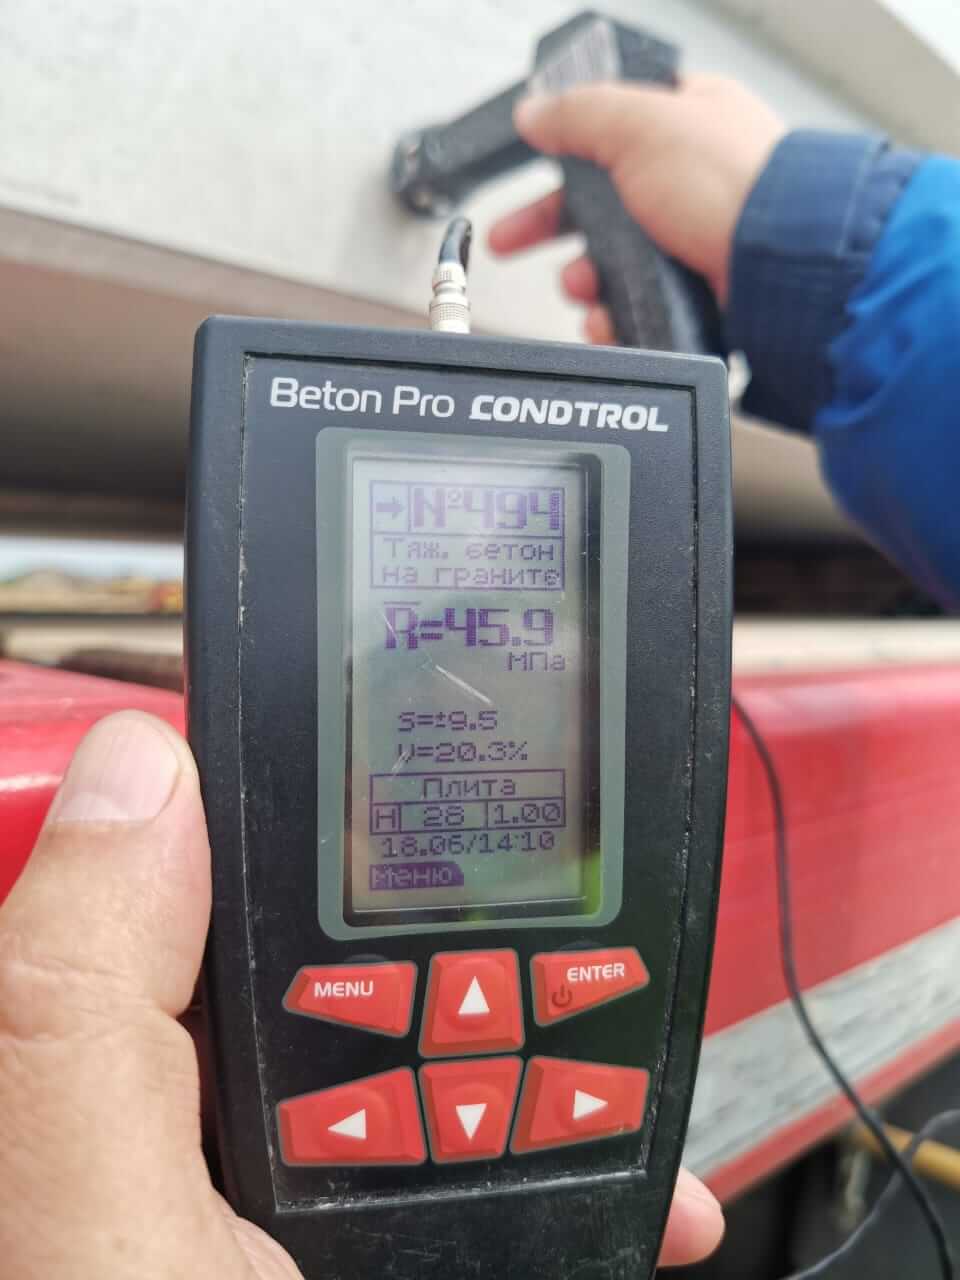 Beton Pro CONDTROL
→ №494
Тяж. бетон
на граните
R̅=45.9
МПа
s=±9.5
ν=20.3%
Плита
H 28 1.00
18.06/14:10
Меню
MENU
ENTER